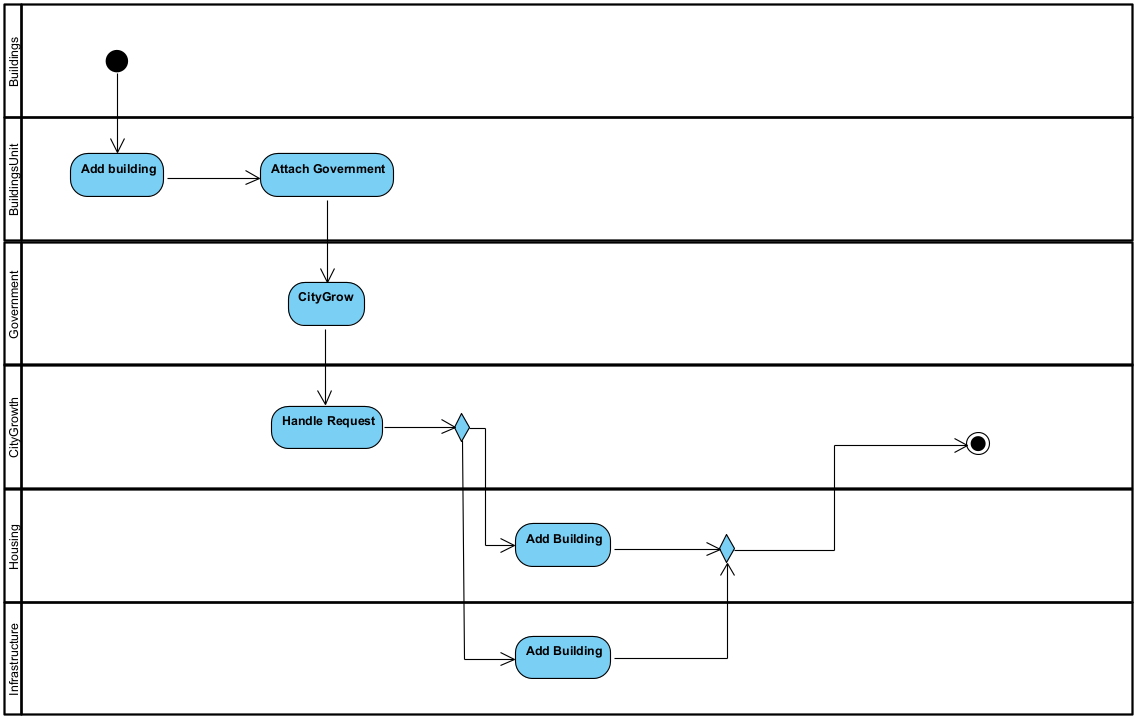 Buildings
BuildingsUnit
Add building
Attach Government
Government
CityGrow
CityGrowth
Handle Request
Housing
Add Building
Infrastructure
Add Building